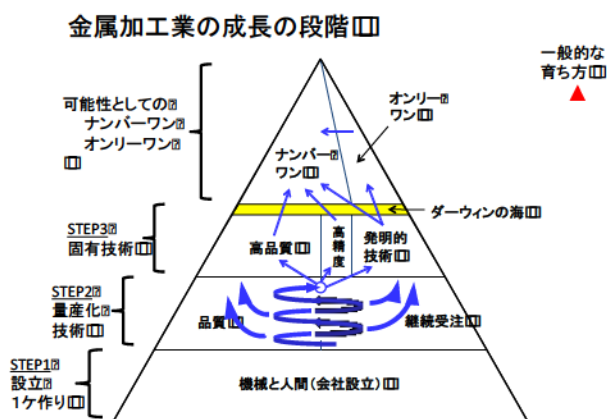 金属加工業の成長の段階
一般的な
育ち方
可能性としての
ナンバーワン
オンリーワン
オンリー
ワン
ナンバー
ワン
ダーウィンの海
STEP3
固有技術
高品質
高精度
発明的
技術
STEP2
量産化
技術
品質
継続受注
STEP1
設立
1ケ作り
機械と人間(会社設立)